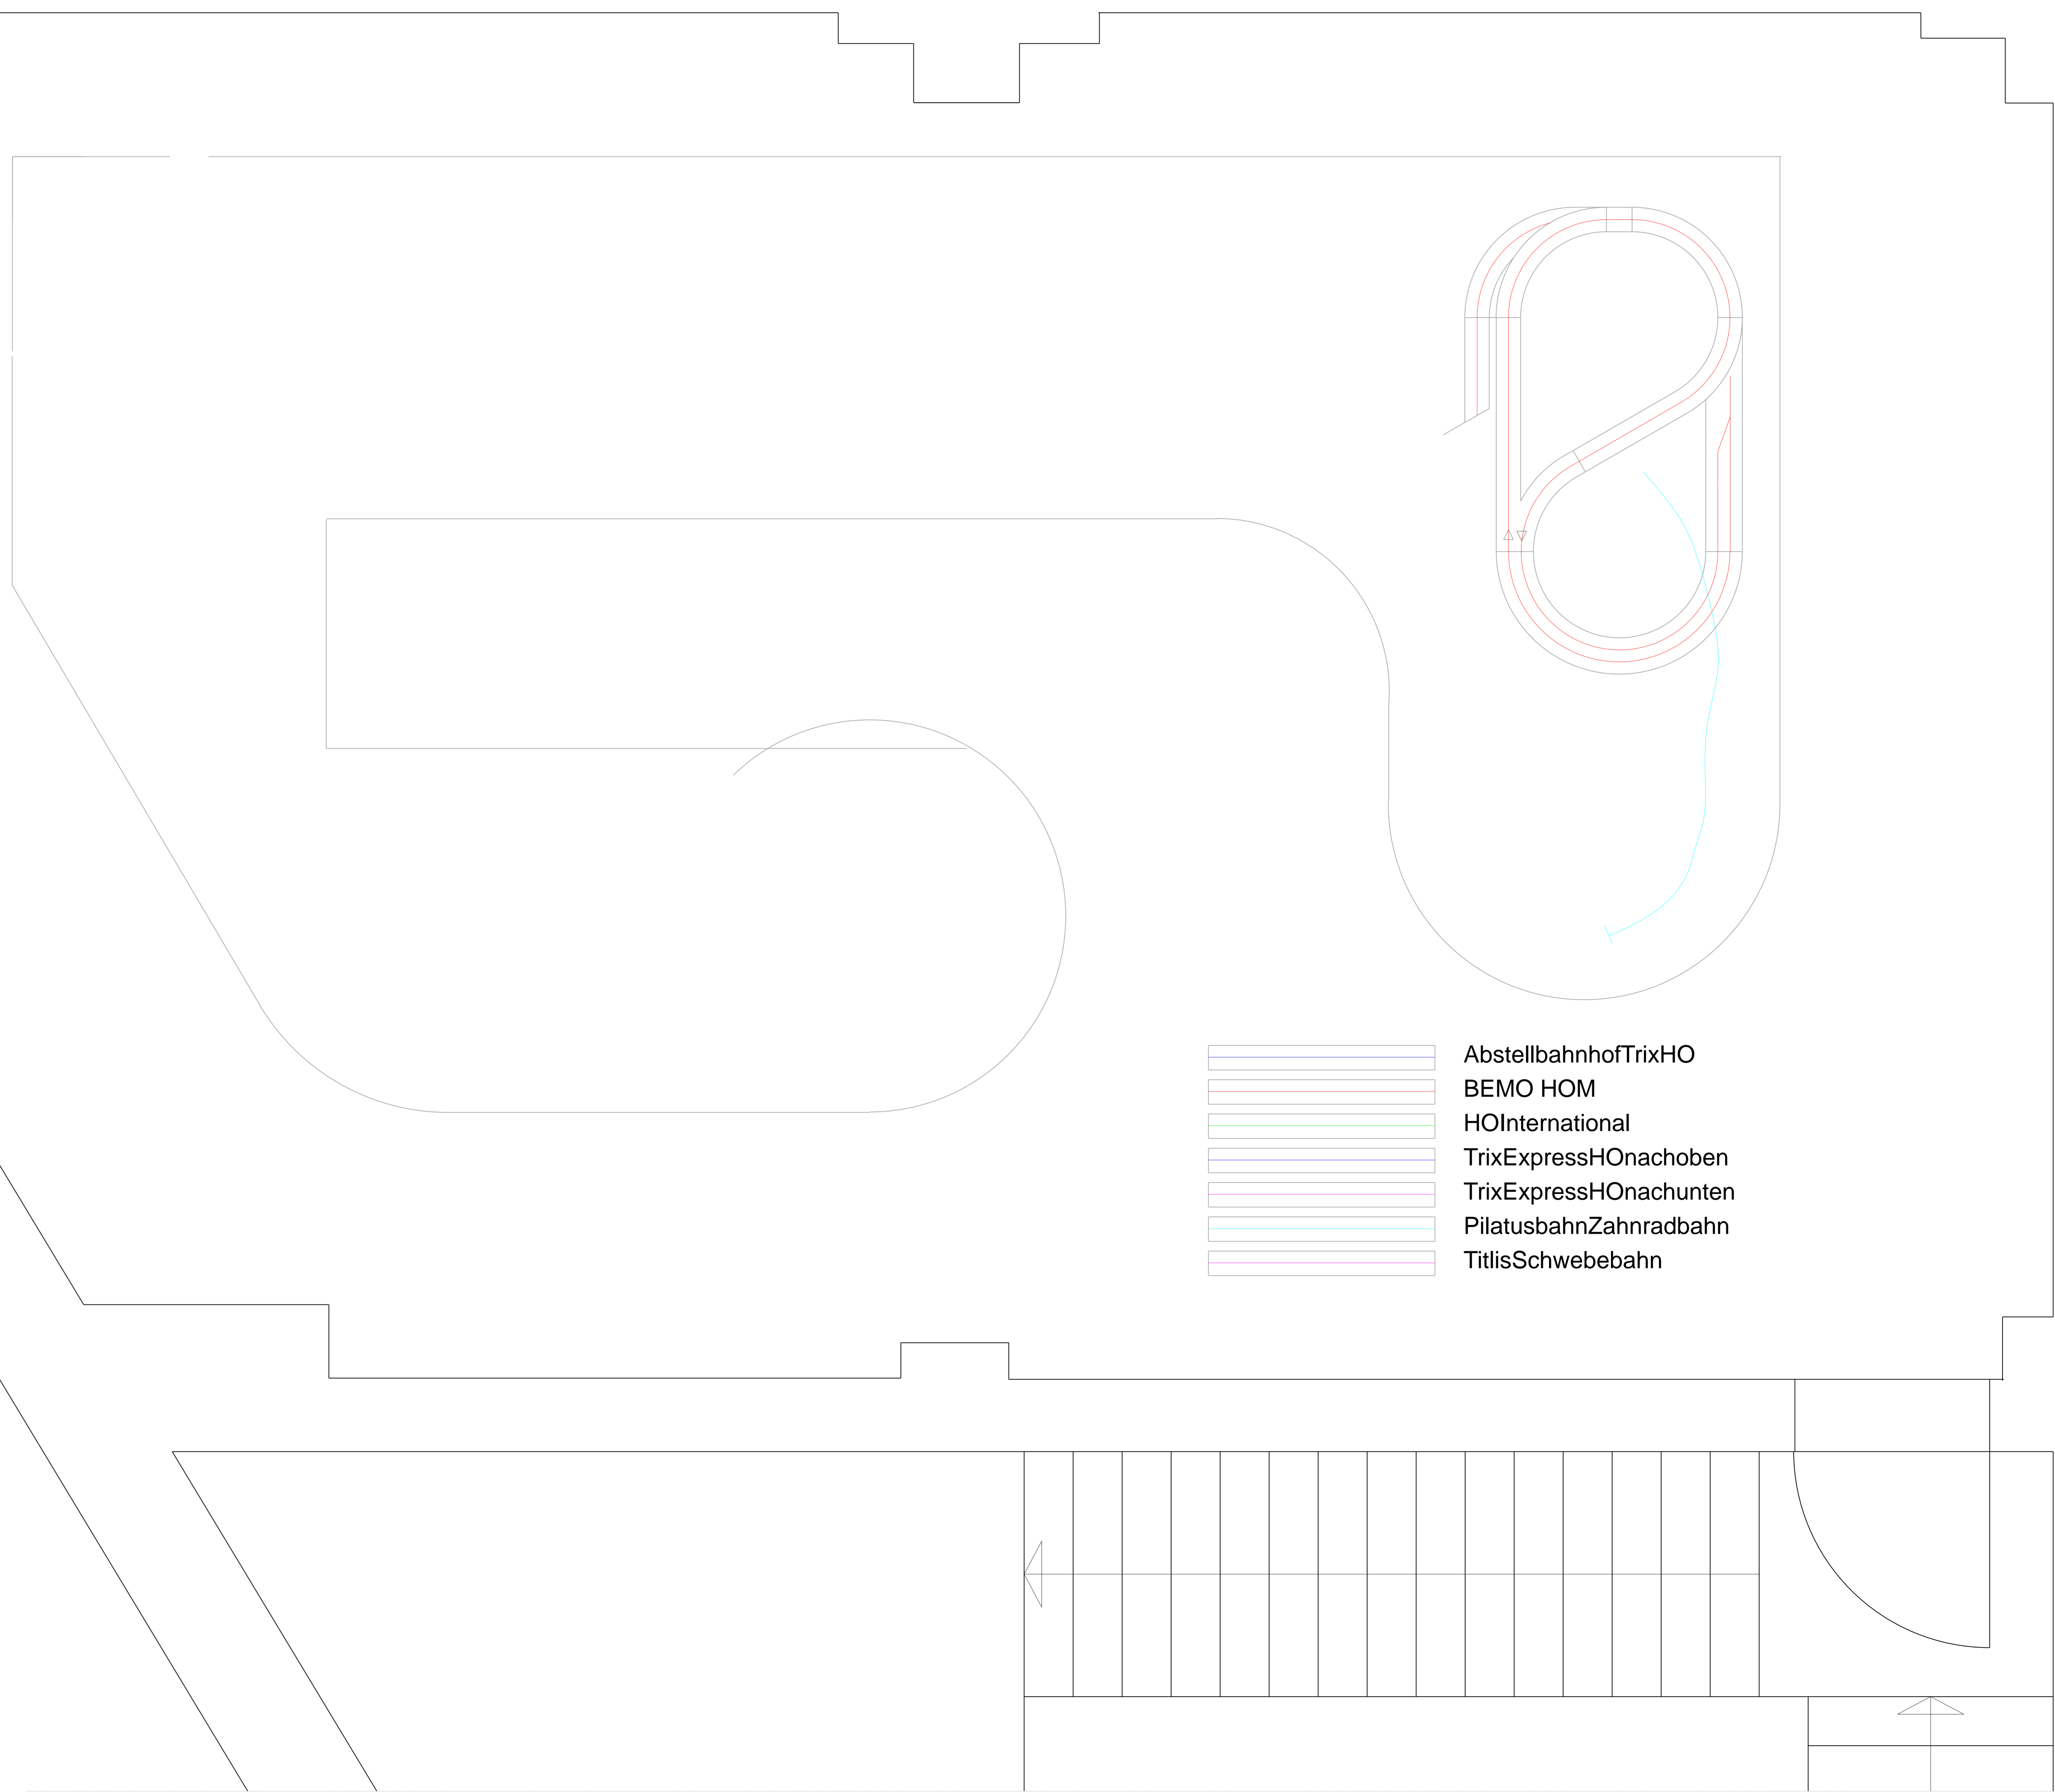 AbstellbahnhofTrixHO
BEMO HOM
HOInternational
TrixExpressHOnachoben
TrixExpressHOnachunten
PilatusbahnZahnradbahn
TitlisSchwebebahn